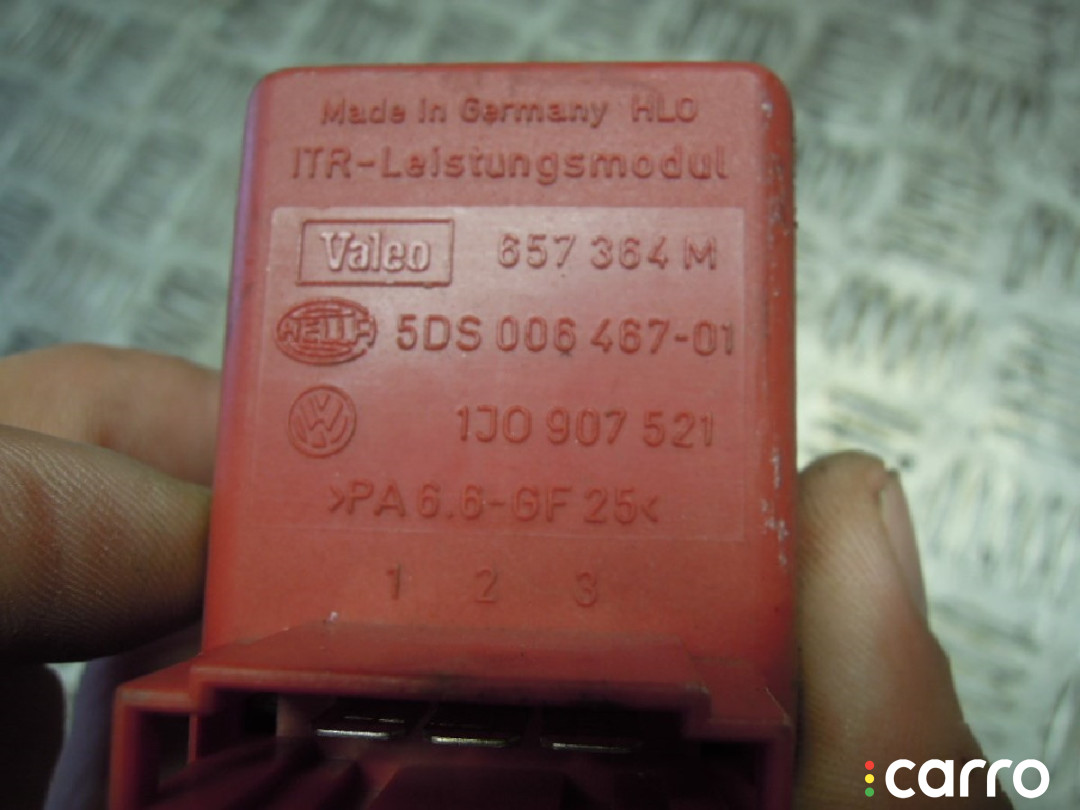 Made in Germany HLO
ITR-Leistungsmodul
Valeo 657 364 M
HELLA 5DS 006 467-01
VW 1J0 907 521
>PA 6.6-GF 25<
1 2 3
carro